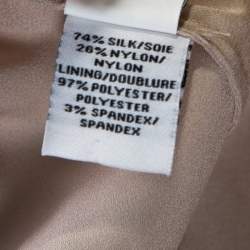 74% SILK/SOIE
26% NYLON/
NYLON
LINING/DOUBLURE
97% POLYESTER/
POLYESTER
3% SPANDEX/
SPANDEX